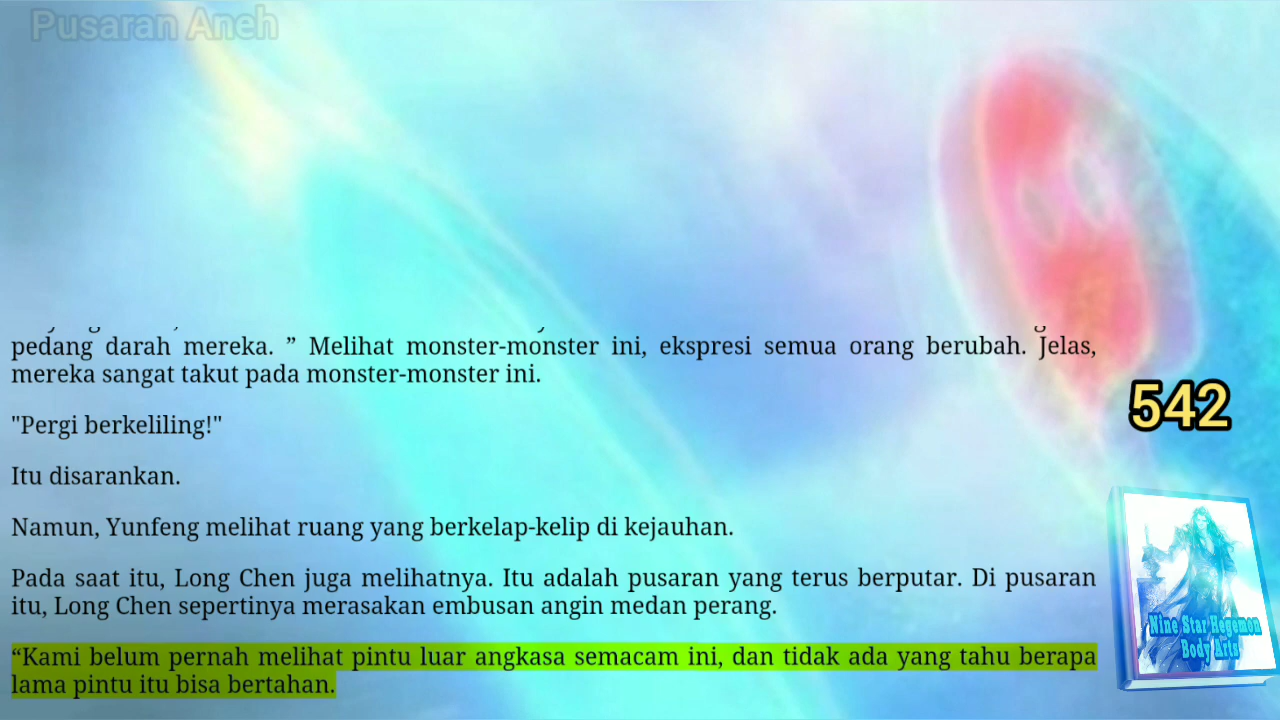 Pusaran Aneh
pedang darah mereka. ” Melihat monster-monster ini, ekspresi semua orang berubah. Jelas,
mereka sangat takut pada monster-monster ini.
"Pergi berkeliling!"
Itu disarankan.
Namun, Yunfeng melihat ruang yang berkelap-kelip di kejauhan.
Pada saat itu, Long Chen juga melihatnya. Itu adalah pusaran yang terus berputar. Di pusaran
itu, Long Chen sepertinya merasakan embusan angin medan perang.
“Kami belum pernah melihat pintu luar angkasa semacam ini, dan tidak ada yang tahu berapa
lama pintu itu bisa bertahan.
542
Nine Star Hegemon
Body Arts